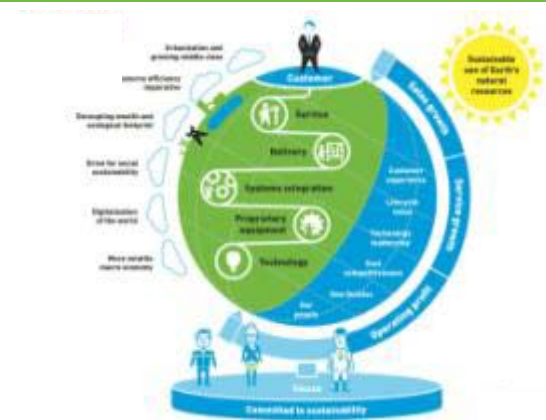 Urbanization and
growing middle class
Resource efficiency
imperative
Decoupling wealth and
ecological footprint
Drive for social
sustainability
Digitalization
of the world
More volatile
macro economy
Customer
Service
Delivery
Systems integration
Proprietary
equipment
Technology
Customer
experience
Lifecycle
Technology
leadership
Cost
competitiveness
One
Our
people
Sales growth
Service growth
Operating profit
Sustainable
use of Earth's
natural
resources
Committed to sustainability